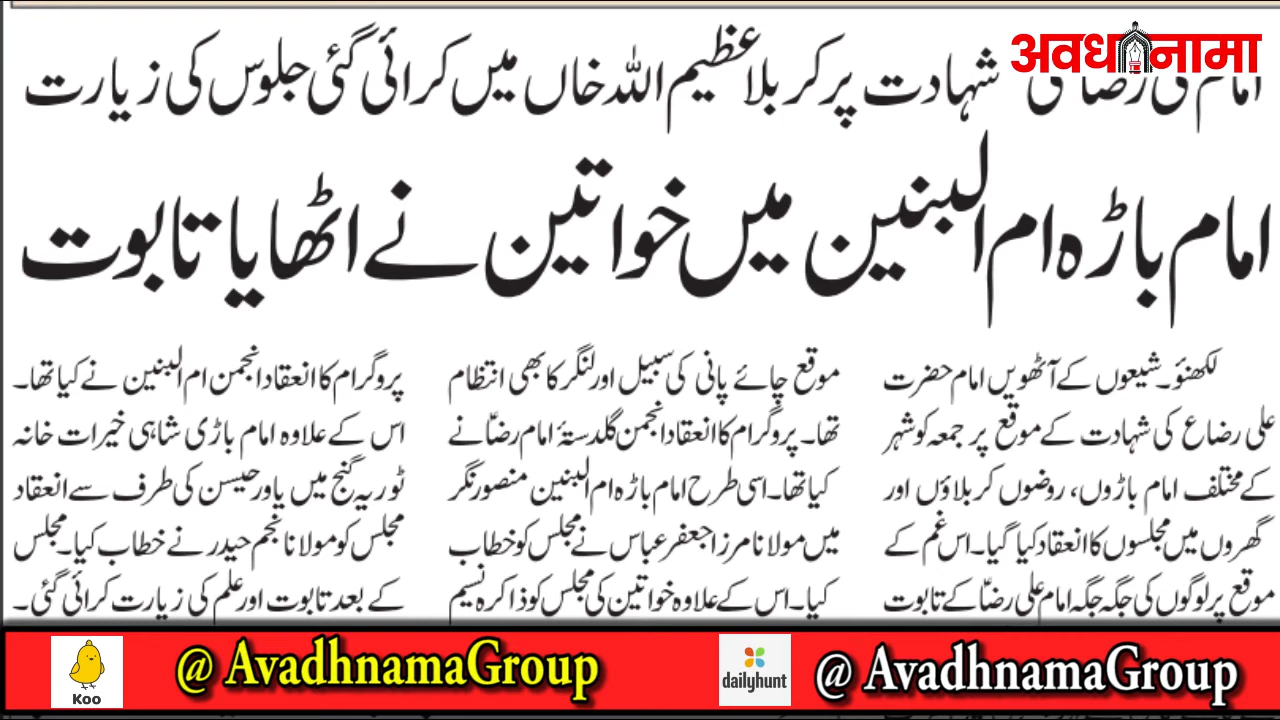 अवधनामा
امام علی رضاؑ کی شہادت پر کربلا عظیم اللہ خاں میں کرائی گئی جلوس کی زیارت
امام باڑہ ام البنین میں خواتین نے اٹھایا تابوت
لکھنؤ۔ شیعوں کے آٹھویں امام حضرت
علی رضاع کی شہادت کے موقع پر جمعہ کو شہر
کے مختلف امام باڑوں، روضوں کربلاؤں اور
گھروں میں مجلسوں کا انعقاد کیا گیا۔ اس غم کے
موقع پر لوگوں کی جگہ جگہ امام علی رضاؑ کے تابوت
موقع چائے پانی کی سبیل اور لنگر کا بھی انتظام
تھا۔ پروگرام کا انعقاد انجمن گلدستۂ امام رضاؑ نے
کیا تھا۔ اسی طرح امام باڑہ ام البنین منصور نگر
میں مولانا مرزا جعفر عباس نے مجلس کو خطاب
کیا۔ اس کے علاوہ خواتین کی مجلس کو ذاکرہ نسیم
پروگرام کا انعقاد انجمن ام البنین نے کیا تھا۔
اس کے علاوہ امام باڑی شاہی خیرات خانہ
ٹوریہ گنج میں یاور حیسن کی طرف سے انعقاد
مجلس کو مولانا نجم حیدر نے خطاب کیا۔ مجلس
کے بعد تابوت اور علم کی زیارت کرائی گئی۔
Koo
@ AvadhnamaGroup
dailyhunt
@ AvadhnamaGroup